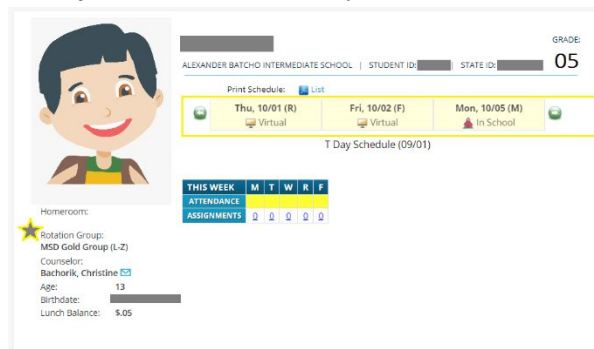 GRADE:
ALEXANDER BATCHO INTERMEDIATE SCHOOL | STUDENT ID: | STATE ID: 05
Print Schedule: List
Thu, 10/01 (R) Fri, 10/02 (F) Mon, 10/05 (M)
Virtual Virtual In School
T Day Schedule (09/01)
THIS WEEK M T W R F
ATTENDANCE
ASSIGNMENTS 0 0 0 0 0
Homeroom:
Rotation Group:
MSD Gold Group (L-Z)
Counselor:
Bachorik, Christine
Age: 13
Birthdate:
Lunch Balance: $.05